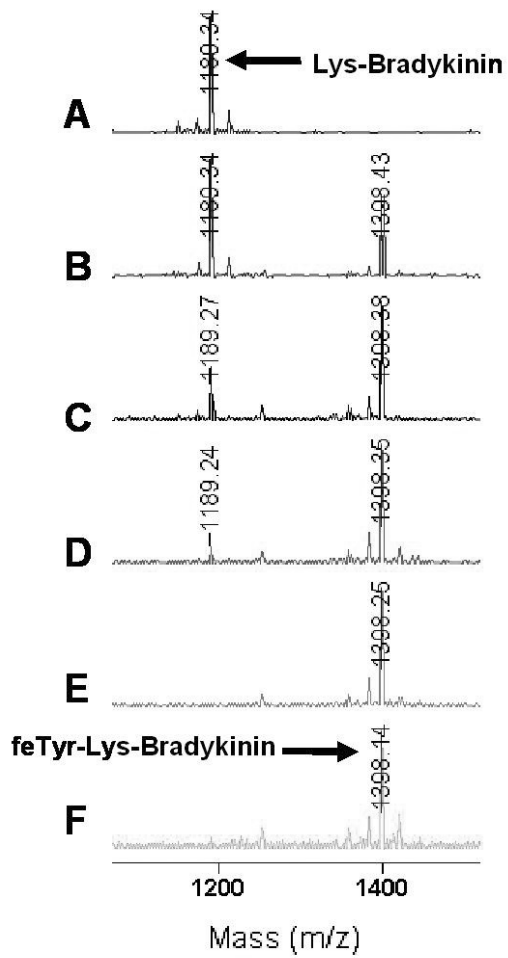 1189.34
Lys-Bradykinin
A
1189.34
1398.43
B
1189.27
1398.38
C
1189.24
1398.35
D
1398.25
E
feTyr-Lys-Bradykinin
1398.14
F
1200
1400
Mass (m/z)